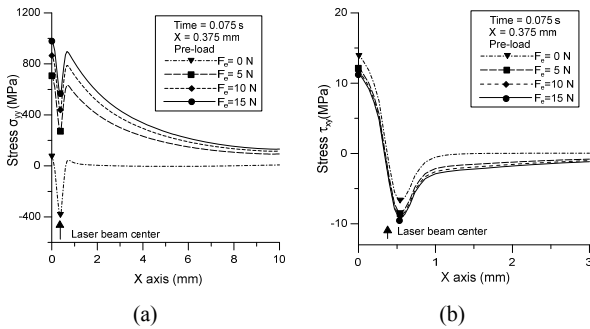 1200
800
400
0
-400
Stress σyy(MPa)
Time = 0.075 s
X = 0.375 mm
Pre-load
Fe= 0 N
Fe= 5 N
Fe=10 N
Fe=15 N
Laser beam center
0 2 4 6 8 10
X axis (mm)
(a)
20
10
0
-10
Stress τxy(MPa)
Time = 0.075s
X = 0.375 mm
Pre-load
Fe= 0 N
Fe= 5 N
Fe=10 N
Fe=15 N
Laser beam center
0 1 2 3
X axis (mm)
(b)